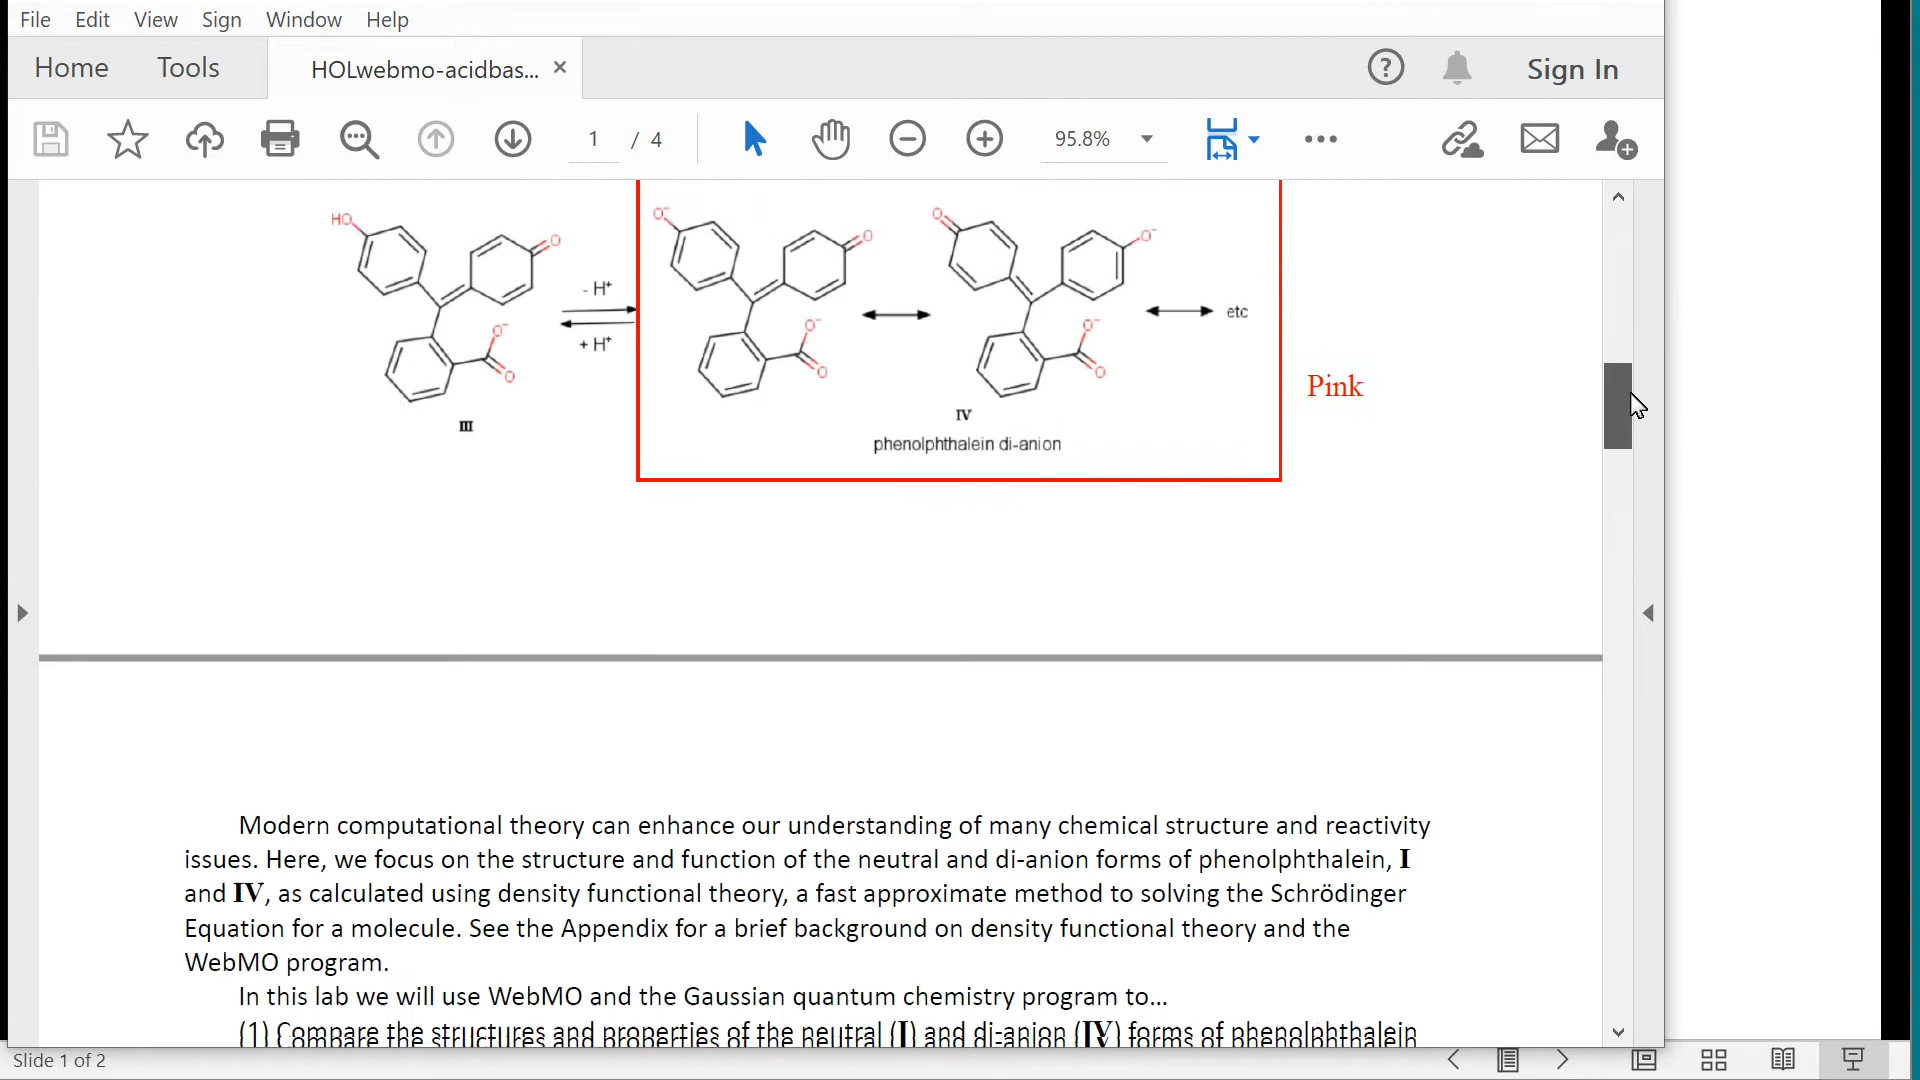 File Edit View Sign Window Help
Home Tools HOLwebmo-acidbas... × Sign In
1 / 4 95.8%
HO O O⁻ O O O⁻
- H⁺
+ H⁺
etc
O⁻ O O⁻ O O⁻ O
Pink
III IV
phenolphthalein di-anion
Modern computational theory can enhance our understanding of many chemical structure and reactivity
issues. Here, we focus on the structure and function of the neutral and di-anion forms of phenolphthalein, I
and IV, as calculated using density functional theory, a fast approximate method to solving the Schrödinger
Equation for a molecule. See the Appendix for a brief background on density functional theory and the
WebMO program.
In this lab we will use WebMO and the Gaussian quantum chemistry program to...
(1) Compare the structures and properties of the neutral (I) and di-anion (IV) forms of phenolphthalein
Slide 1 of 2